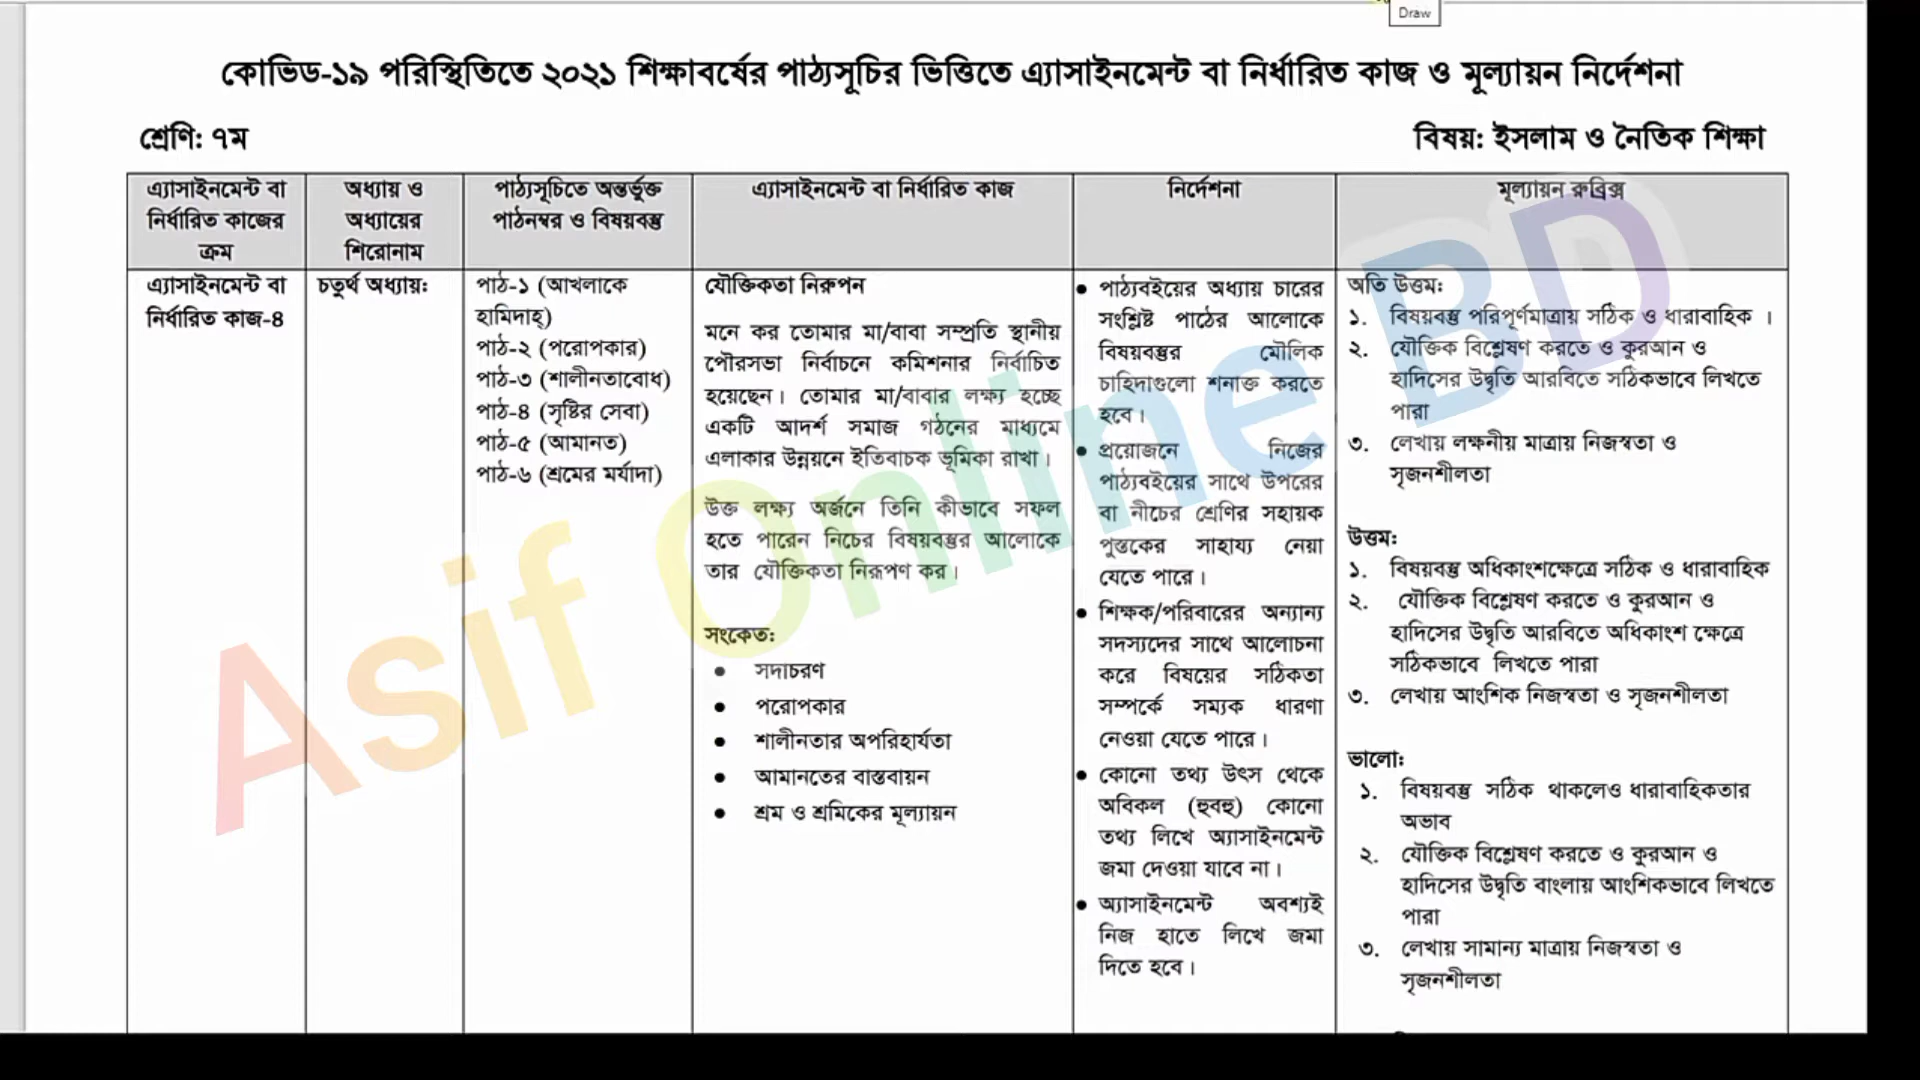 Draw
কোভিড-১৯ পরিস্থিতিতে ২০২১ শিক্ষাবর্ষের পাঠ্যসূচির ভিত্তিতে এ্যাসাইনমেন্ট বা নির্ধারিত কাজ ও মূল্যায়ন নির্দেশনা
শ্রেণি: ৭ম
বিষয়: ইসলাম ও নৈতিক শিক্ষা
এ্যাসাইনমেন্ট বা
নির্ধারিত কাজের
ক্রম
অধ্যায় ও
অধ্যায়ের
শিরোনাম
পাঠ্যসূচিতে অন্তর্ভুক্ত
পাঠনম্বর ও বিষয়বস্তু
এ্যাসাইনমেন্ট বা নির্ধারিত কাজ
নির্দেশনা
মূল্যায়ন রুব্রিক্স
এ্যাসাইনমেন্ট বা
নির্ধারিত কাজ-৪
চতুর্থ অধ্যায়ঃ
পাঠ-১ (আখলাকে
হামিদাহ্)
পাঠ-২ (পরোপকার)
পাঠ-৩ (শালীনতাবোধ)
পাঠ-৪ (সৃষ্টির সেবা)
পাঠ-৫ (আমানত)
পাঠ-৬ (শ্রমের মর্যাদা)
যৌক্তিকতা নিরুপন
মনে কর তোমার মা/বাবা সম্প্রতি স্থানীয়
পৌরসভা নির্বাচনে কমিশনার নির্বাচিত
হয়েছেন। তোমার মা/বাবার লক্ষ্য হচ্ছে
একটি আদর্শ সমাজ গঠনের মাধ্যমে
এলাকার উন্নয়নে ইতিবাচক ভূমিকা রাখা।
উক্ত লক্ষ্য অর্জনে তিনি কীভাবে সফল
হতে পারেন নিচের বিষয়বস্তুর আলোকে
তার যৌক্তিকতা নিরূপণ কর।
সংকেত:
• সদাচরণ
• পরোপকার
• শালীনতার অপরিহার্যতা
• আমানতের বাস্তবায়ন
• শ্রম ও শ্রমিকের মূল্যায়ন
• পাঠ্যবইয়ের অধ্যায় চারের
সংশ্লিষ্ট পাঠের আলোকে
বিষয়বস্তুর মৌলিক
চাহিদাগুলো শনাক্ত করতে
হবে।
• প্রয়োজনে নিজের
পাঠ্যবইয়ের সাথে উপরের
বা নীচের শ্রেণির সহায়ক
পুস্তকের সাহায্য নেয়া
যেতে পারে।
• শিক্ষক/পরিবারের অন্যান্য
সদস্যদের সাথে আলোচনা
করে বিষয়ের সঠিকতা
সম্পর্কে সম্যক ধারণা
নেওয়া যেতে পারে।
• কোনো তথ্য উৎস থেকে
অবিকল (হুবহু) কোনো
তথ্য লিখে অ্যাসাইনমেন্ট
জমা দেওয়া যাবে না।
• অ্যাসাইনমেন্ট অবশ্যই
নিজ হাতে লিখে জমা
দিতে হবে।
অতি উত্তম:
১. বিষয়বস্তু পরিপূর্ণমাত্রায় সঠিক ও ধারাবাহিক ।
২. যৌক্তিক বিশ্লেষণ করতে ও কুরআন ও
হাদিসের উদ্বৃতি আরবিতে সঠিকভাবে লিখতে
পারা
৩. লেখায় লক্ষনীয় মাত্রায় নিজস্বতা ও
সৃজনশীলতা
উত্তম:
১. বিষয়বস্তু অধিকাংশক্ষেত্রে সঠিক ও ধারাবাহিক
২. যৌক্তিক বিশ্লেষণ করতে ও কুরআন ও
হাদিসের উদ্বৃতি আরবিতে অধিকাংশ ক্ষেত্রে
সঠিকভাবে লিখতে পারা
৩. লেখায় আংশিক নিজস্বতা ও সৃজনশীলতা
ভালো:
১. বিষয়বস্তু সঠিক থাকলেও ধারাবাহিকতার
অভাব
২. যৌক্তিক বিশ্লেষণ করতে ও কুরআন ও
হাদিসের উদ্বৃতি বাংলায় আংশিকভাবে লিখতে
পারা
৩. লেখায় সামান্য মাত্রায় নিজস্বতা ও
সৃজনশীলতা
Asif Online BD